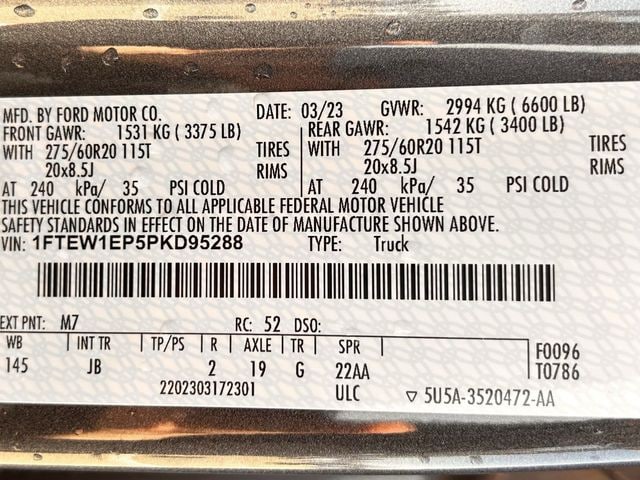 MFD. BY FORD MOTOR CO. DATE: 03/23 GVWR: 2994 KG ( 6600 LB)
FRONT GAWR: 1531 KG ( 3375 LB) REAR GAWR: 1542 KG ( 3400 LB)
WITH 275/60R20 115T TIRES WITH 275/60R20 115T TIRES
20x8.5J RIMS 20x8.5J RIMS
AT 240 kPa/ 35 PSI COLD AT 240 kPa/ 35 PSI COLD
THIS VEHICLE CONFORMS TO ALL APPLICABLE FEDERAL MOTOR VEHICLE
SAFETY STANDARDS IN EFFECT ON THE DATE OF MANUFACTURE SHOWN ABOVE.
VIN: 1FTEW1EP5PKD95288 TYPE: Truck
EXT PNT: M7 RC: 52 DSO:
WB INT TR TP/PS R AXLE TR SPR F0096
145 JB 2 19 G 22AA T0786
2202303172301 ULC ▽ 5U5A-3520472-AA